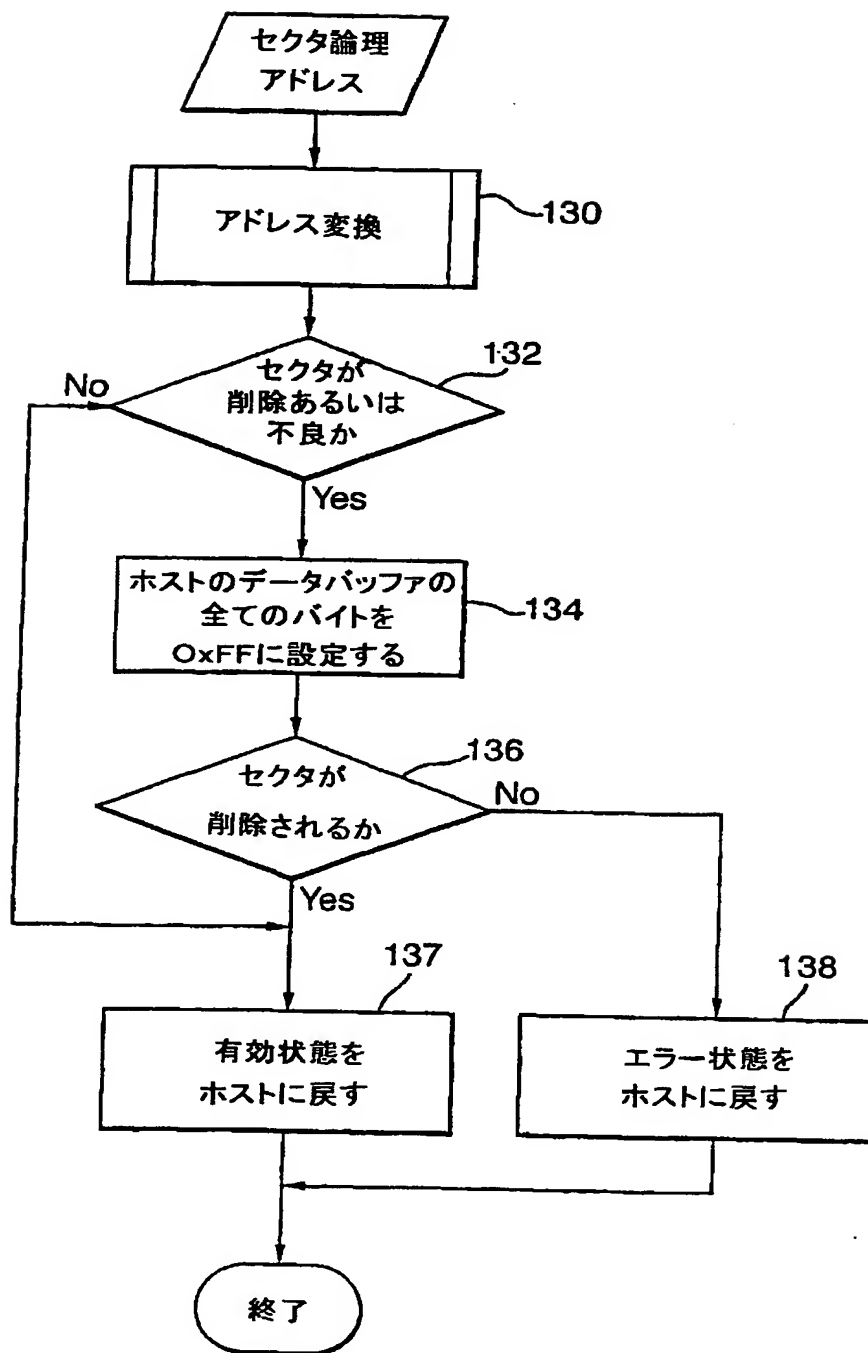 セクタ論理
アドレス
アドレス変換
130
132
セクタが
削除あるいは
不良か
No
Yes
ホストのデータバッファの
全てのバイトを
0xFFに設定する
134
136
セクタが
削除されるか
No
Yes
137
有効状態を
ホストに戻す
138
エラー状態を
ホストに戻す
終了